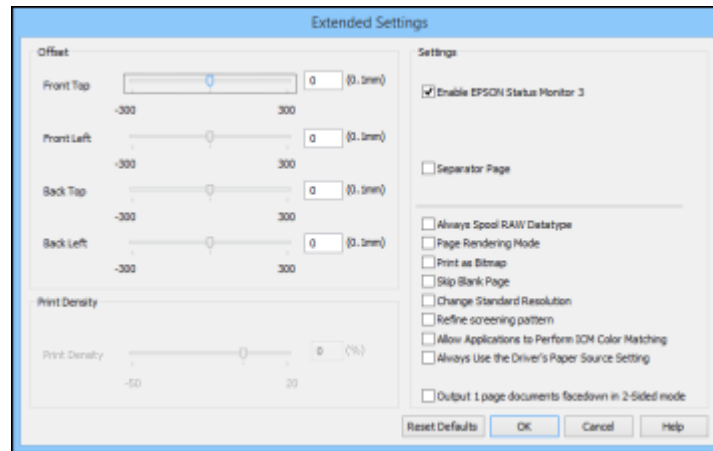 Extended Settings
Offset
Front Top
0
(0.1mm)
-300
300
Front Left
0
(0.1mm)
-300
300
Back Top
0
(0.1mm)
-300
300
Back Left
0
(0.1mm)
-300
300
Print Density
Print Density
0
(%)
-50
20
Settings
Enable EPSON Status Monitor 3
Separator Page
Always Spool RAW Datatype
Page Rendering Mode
Print as Bitmap
Skip Blank Page
Change Standard Resolution
Refine screening pattern
Allow Applications to Perform ICM Color Matching
Always Use the Driver's Paper Source Setting
Output 1 page documents facedown in 2-Sided mode
Reset Defaults
OK
Cancel
Help